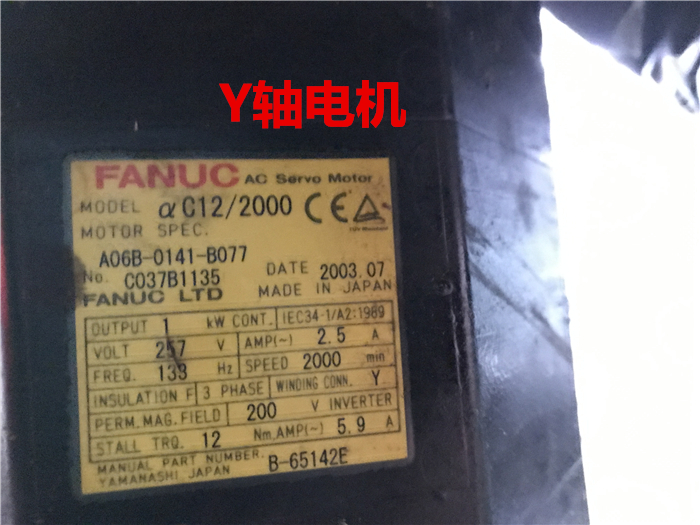 Y轴电机
FANUC AC Servo Motor
MODEL αC12/2000 CE
MOTOR SPEC.
A06B-0141-B077
No. C037B1135 DATE 2003.07
FANUC LTD MADE IN JAPAN
OUTPUT 1 kW CONT. IEC34-1/A2:1989
VOLT 257 V AMP(~) 2.5 A
FREQ. 133 Hz SPEED 2000 min
INSULATION F 3 PHASE WINDING CONN. Y
PERM.MAG.FIELD 200 V INVERTER
STALL TRQ. 12 Nm.AMP(~) 5.9 A
MANUAL PART NUMBER. B-65142E
YAMANASHI JAPAN